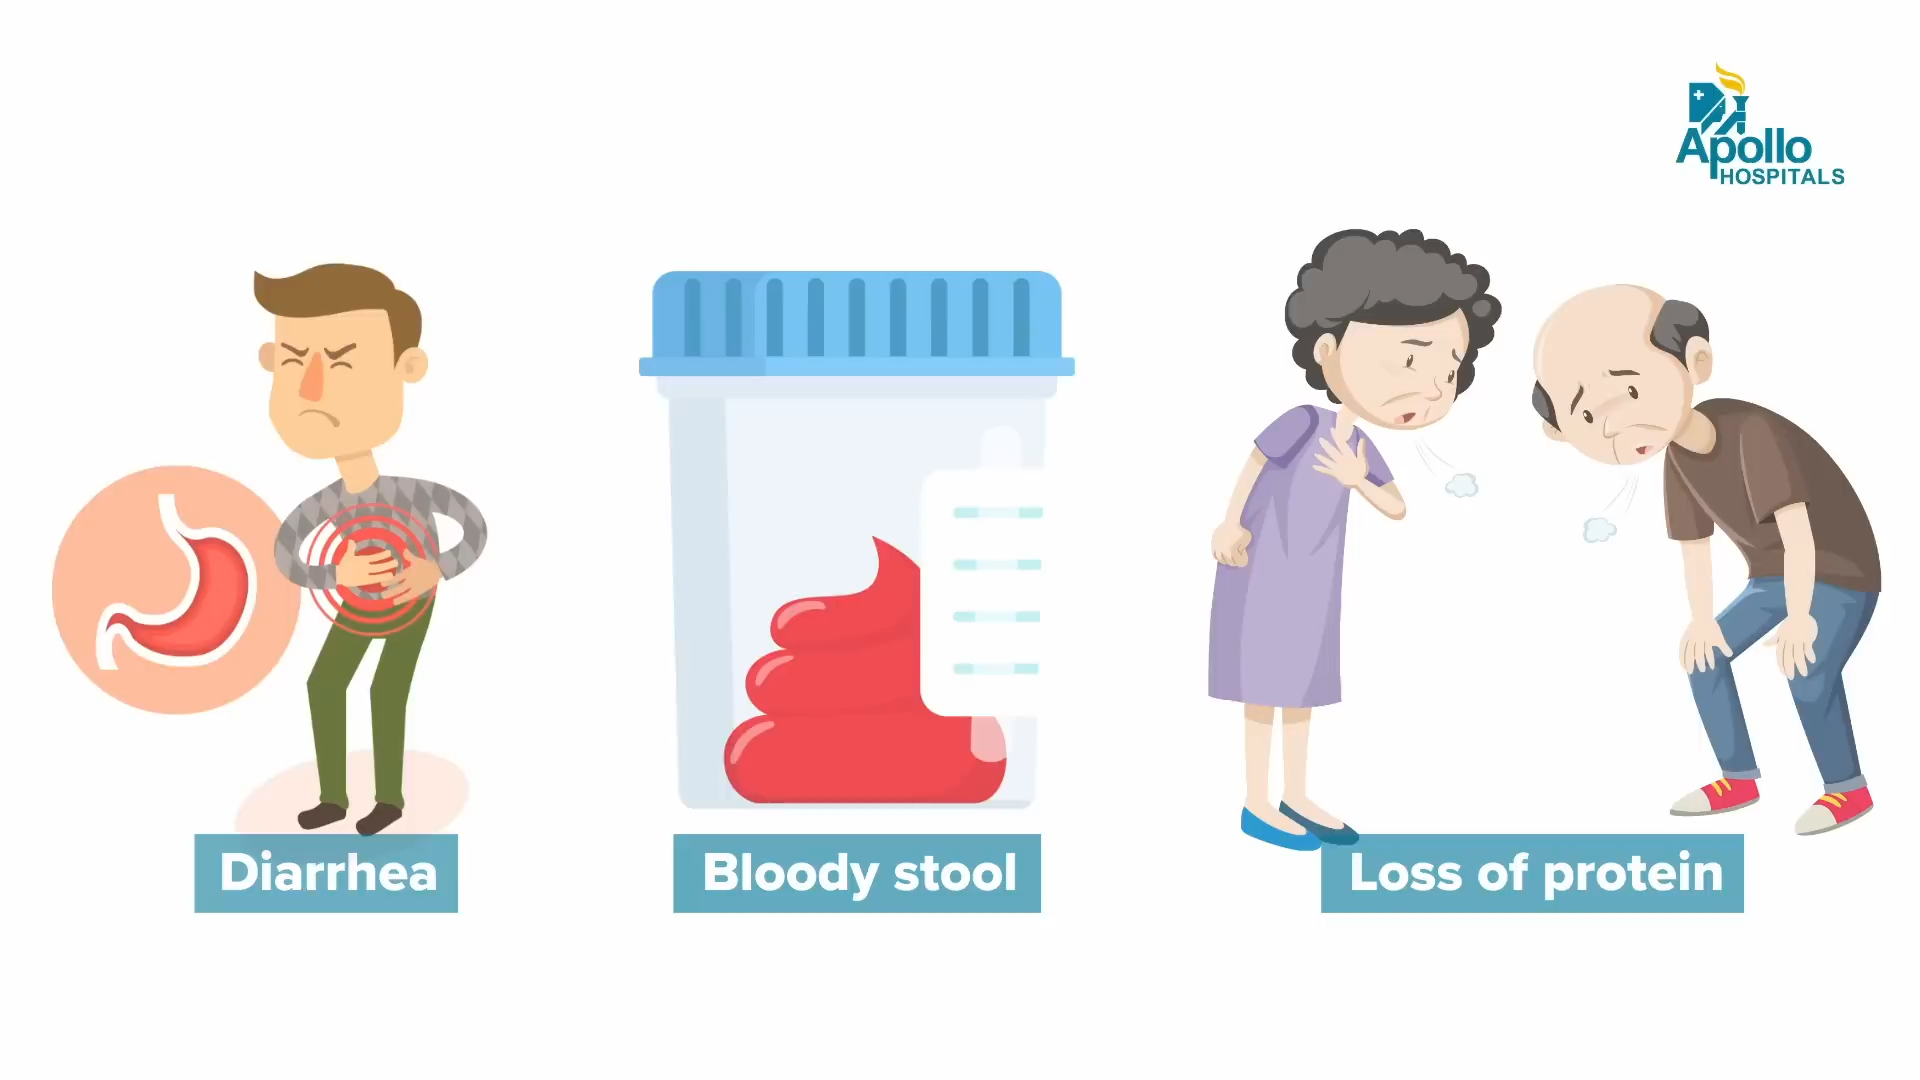 Apollo
HOSPITALS
Diarrhea
Bloody stool
Loss of protein